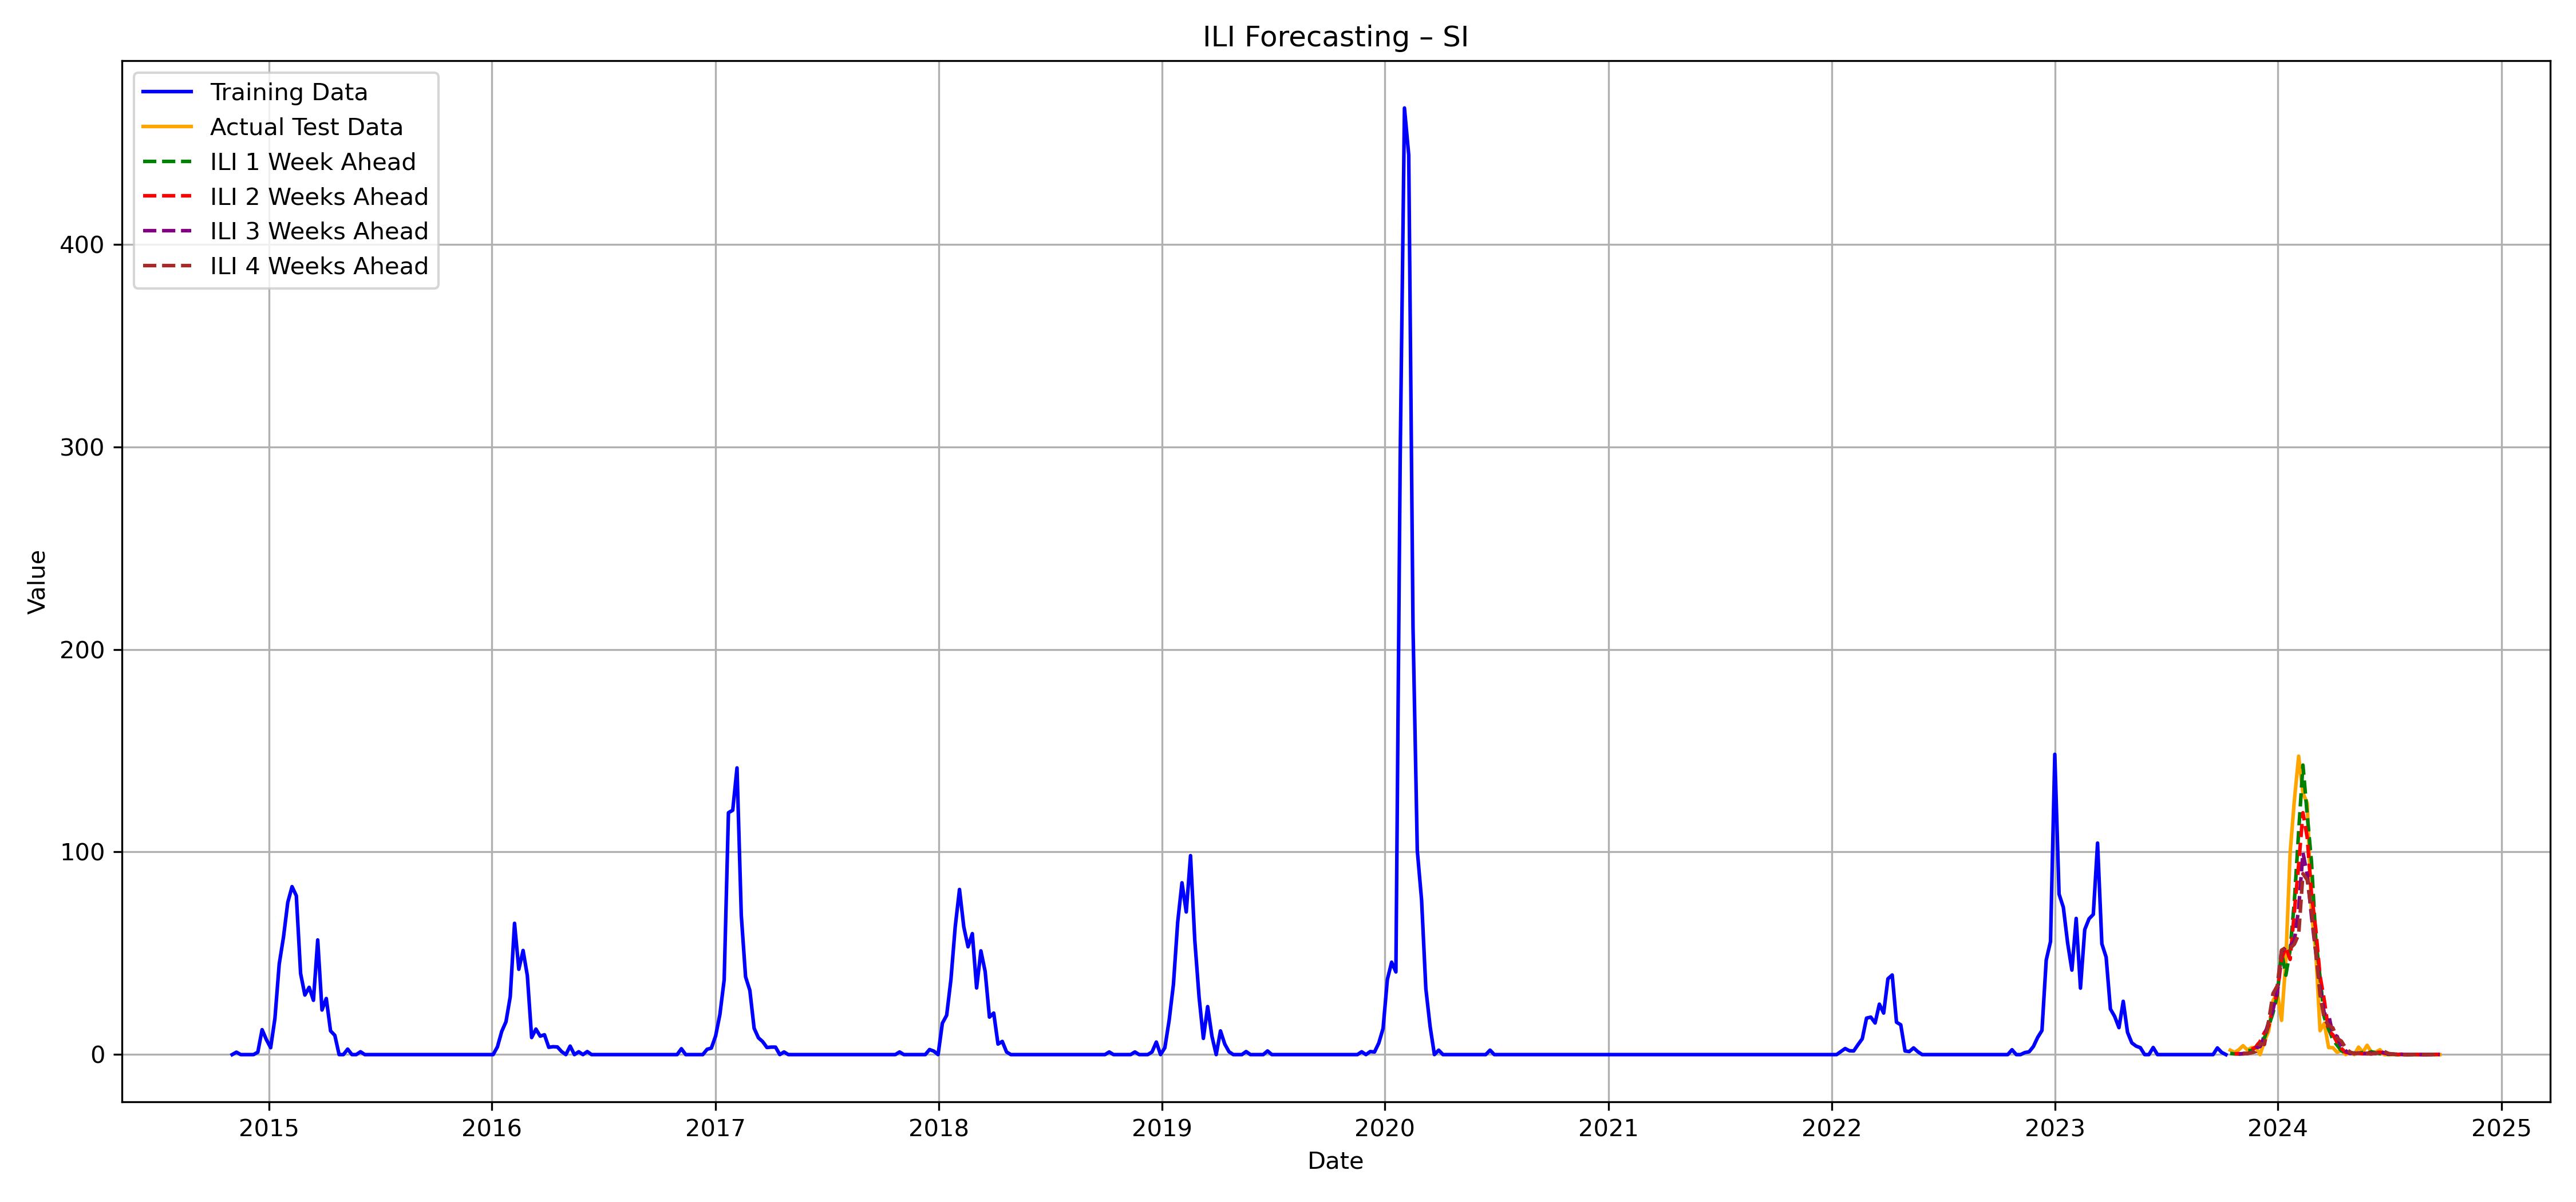 ILI Forecasting – SI
Training Data
Actual Test Data
ILI 1 Week Ahead
ILI 2 Weeks Ahead
ILI 3 Weeks Ahead
ILI 4 Weeks Ahead
Value
400
300
200
100
0
2015 2016 2017 2018 2019 2020 2021 2022 2023 2024 2025
Date